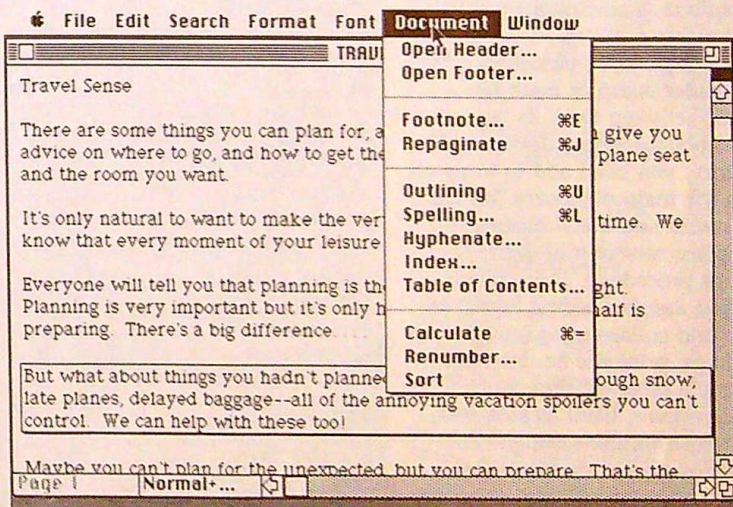 File Edit Search Format Font Document Window
TRAVE
Open Header...
Open Footer...
Footnote... ⌘E
Repaginate ⌘J
Outlining ⌘U
Spelling... ⌘L
Hyphenate...
Index...
Table of Contents...
Calculate ⌘=
Renumber...
Sort
Travel Sense
There are some things you can plan for, a give you
advice on where to go, and how to get the plane seat
and the room you want.
It's only natural to want to make the ver time. We
know that every moment of your leisure
Everyone will tell you that planning is th ght.
Planning is very important but it's only h half is
preparing. There's a big difference.
But what about things you hadn't planned ough snow,
late planes, delayed baggage--all of the annoying vacation spoilers you can't
control. We can help with these too!
Maybe you can't plan for the unexpected, but you can prepare. That's the
Page 1 Normal+...